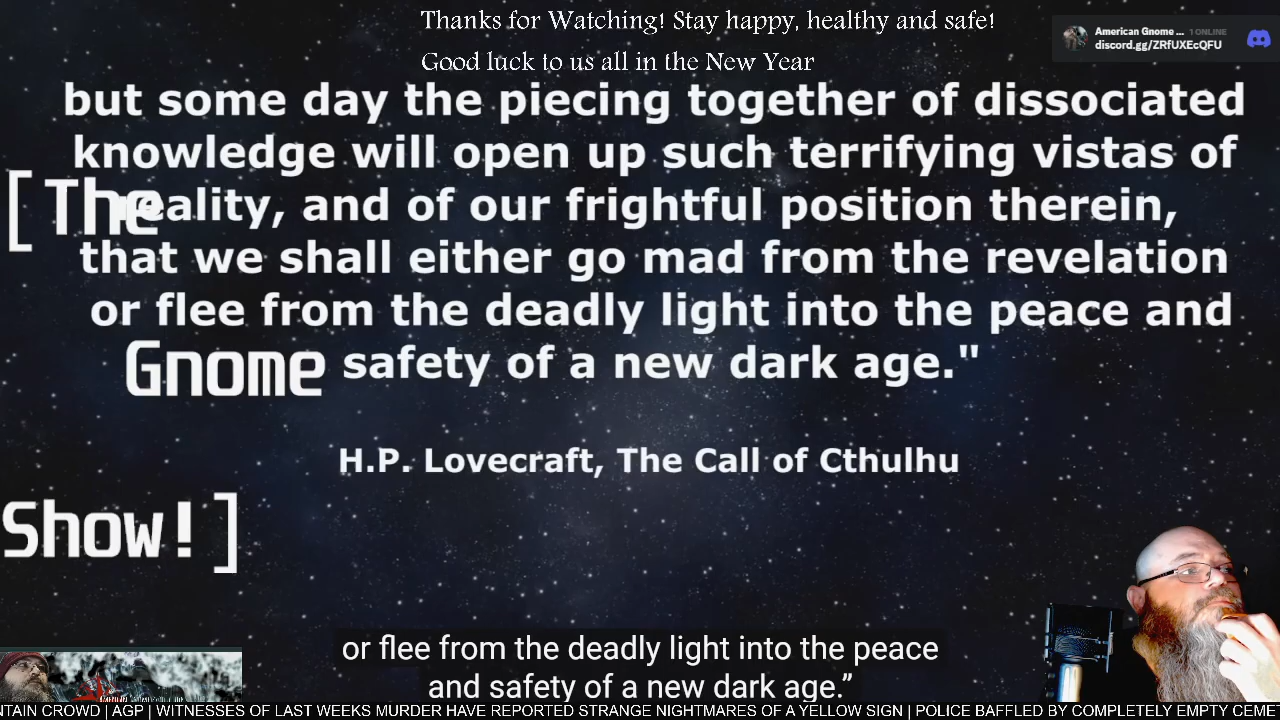 Thanks for Watching! Stay happy, healthy and safe!
Good luck to us all in the New Year
American Gnome ... 1 ONLINE
discord.gg/ZRfUXEcQFU
but some day the piecing together of dissociated
knowledge will open up such terrifying vistas of
[The
reality, and of our frightful position therein,
that we shall either go mad from the revelation
or flee from the deadly light into the peace and
Gnome
safety of a new dark age."
H.P. Lovecraft, The Call of Cthulhu
Show!]
or flee from the deadly light into the peace
and safety of a new dark age.”
NTAIN CROWD | AGP | WITNESSES OF LAST WEEKS MURDER HAVE REPORTED STRANGE NIGHTMARES OF A YELLOW SIGN | POLICE BAFFLED BY COMPLETELY EMPTY CEME